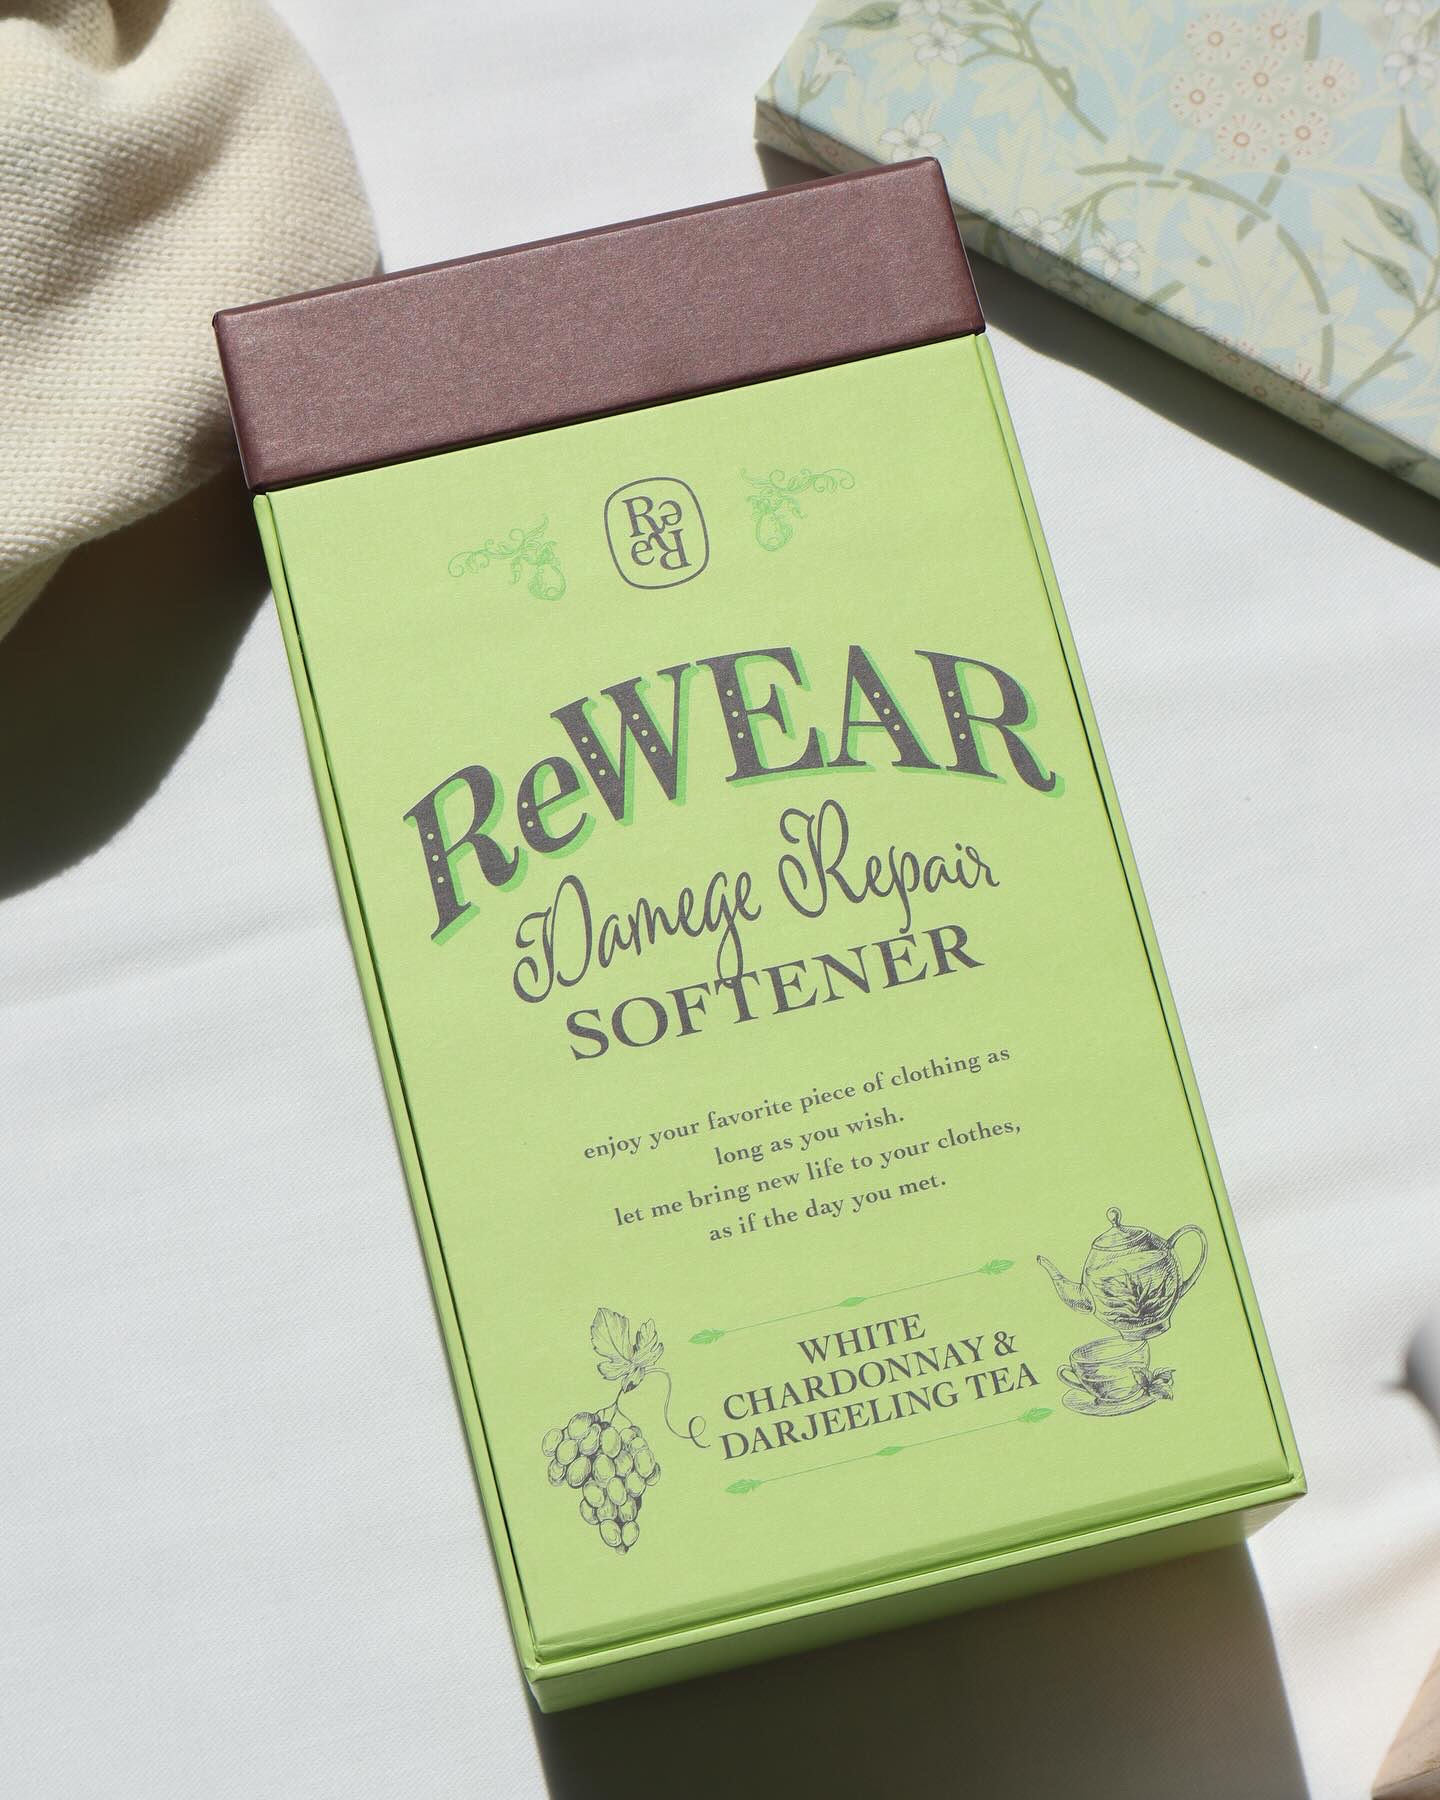 ReRe
ReWEAR
Damege Repair
SOFTENER
enjoy your favorite piece of clothing as
long as you wish.
let me bring new life to your clothes,
as if the day you met.
WHITE
CHARDONNAY &
DARJEELING TEA